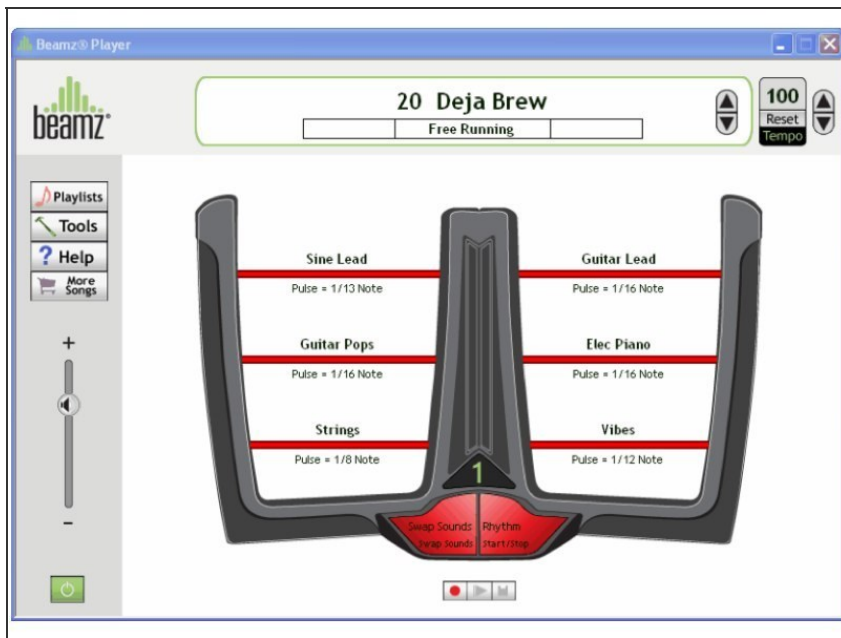 Beamz® Player
beamz®
20 Deja Brew
Free Running
100
Reset
Tempo
Playlists
Tools
? Help
More
Songs
+
-
Sine Lead
Pulse = 1/13 Note
Guitar Lead
Pulse = 1/16 Note
Guitar Pops
Pulse = 1/16 Note
Elec Piano
Pulse = 1/16 Note
Strings
Pulse = 1/8 Note
Vibes
Pulse = 1/12 Note
1
Swap Sounds
Swap Sounds
Rhythm
Start/Stop